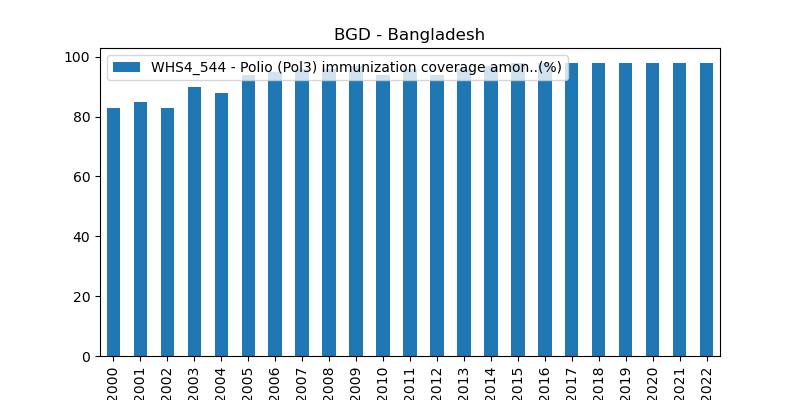 BGD - Bangladesh
WHS4_544 - Polio (Pol3) immunization coverage amon..(%)
100
80
60
40
20
0
2000 2001 2002 2003 2004 2005 2006 2007 2008 2009 2010 2011 2012 2013 2014 2015 2016 2017 2018 2019 2020 2021 2022